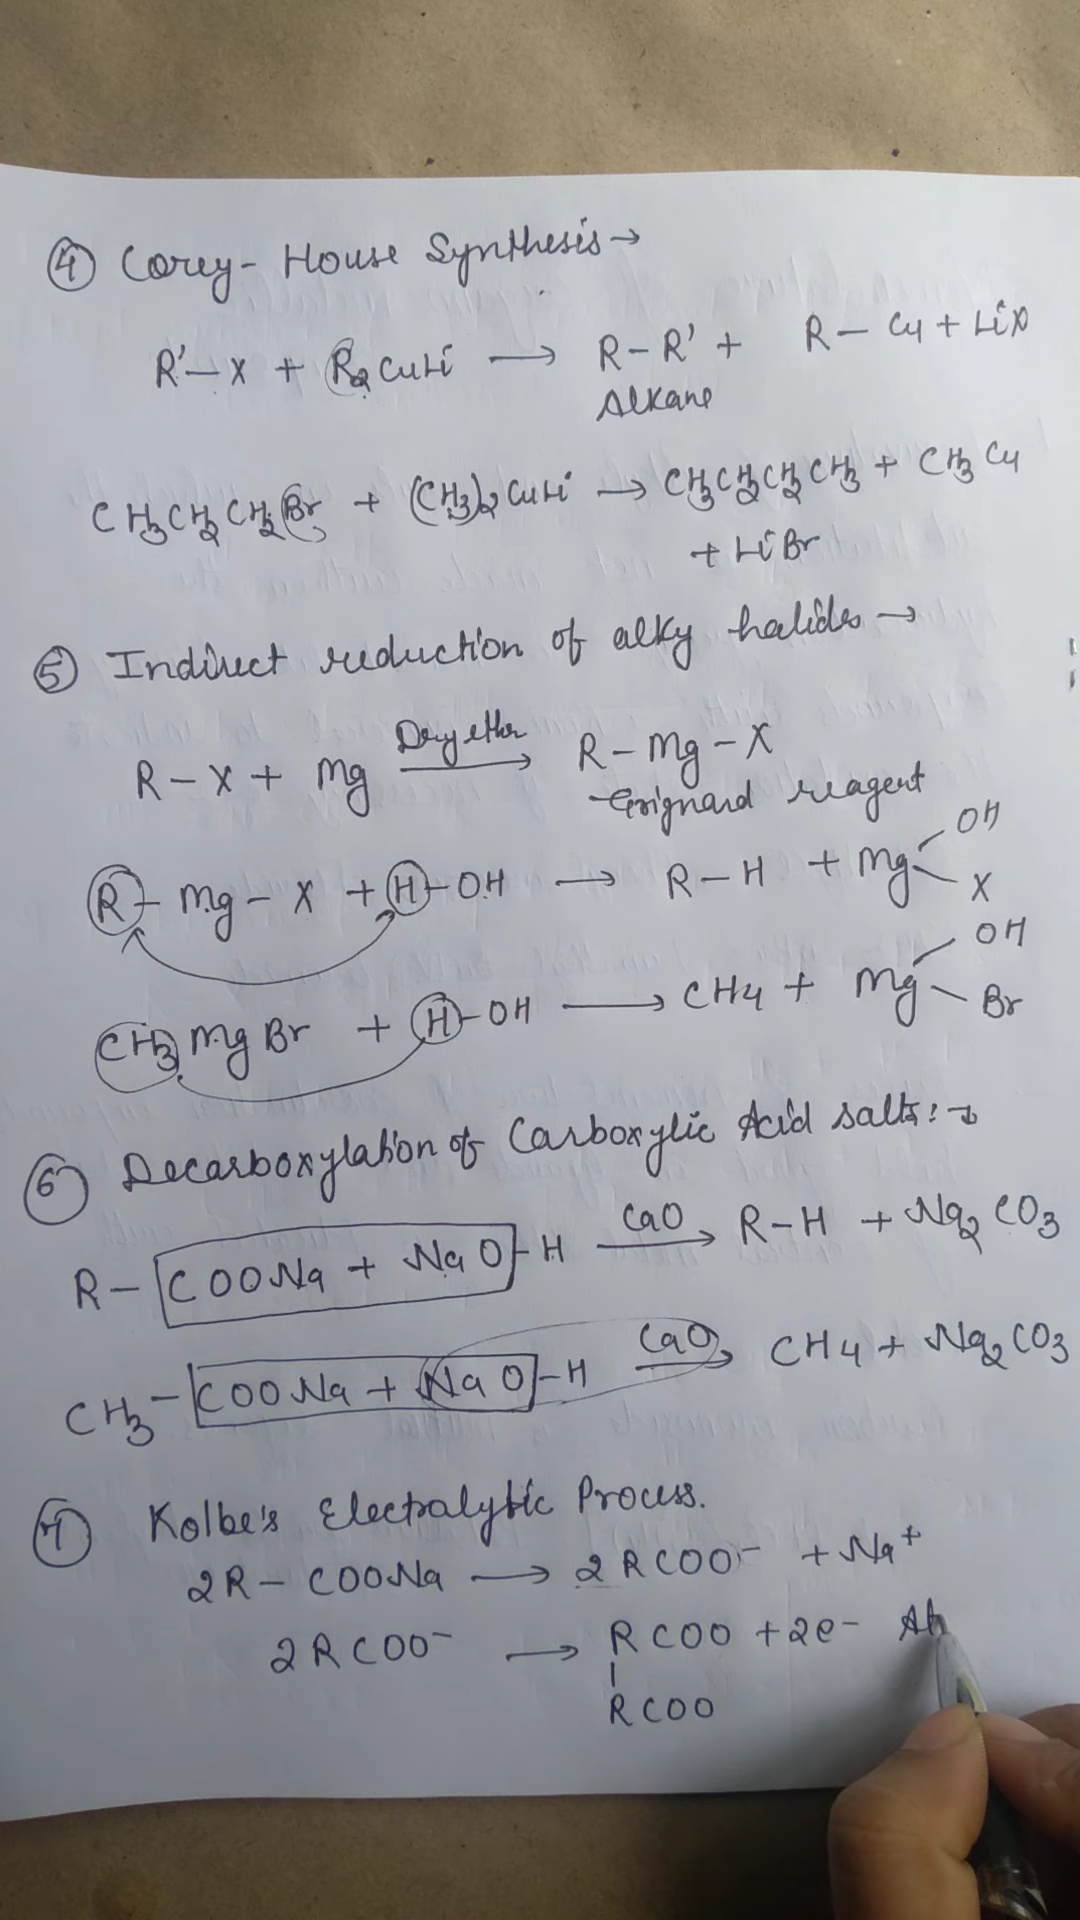 ④ Corey- House Synthesis →
R'-X + R₂CuLi → R-R' + R-Cu + LiX
Alkane
CH₃CH₂CH₂Br + (CH₃)₂CuLi → CH₃CH₂CH₂CH₃ + CH₃Cu
+ LiBr
⑤ Indirect reduction of alky halides →
Dry ether
R-X + Mg → R-Mg-X
Grignard reagent
OH
R-Mg-X + H-OH → R-H + Mg
X
OH
CH₃MgBr + H-OH → CH₄ + Mg
Br
⑥ Decarboxylation of Carboxylic Acid salts: →
CaO
R-COONa + NaO-H → R-H + Na₂CO₃
CaO
CH₃-COONa + NaO-H → CH₄ + Na₂CO₃
⑦ Kolbe's Electralytic Process.
2R-COONa → 2RCOO⁻ + Na⁺
2RCOO⁻ → RCOO + 2e-
RCOO